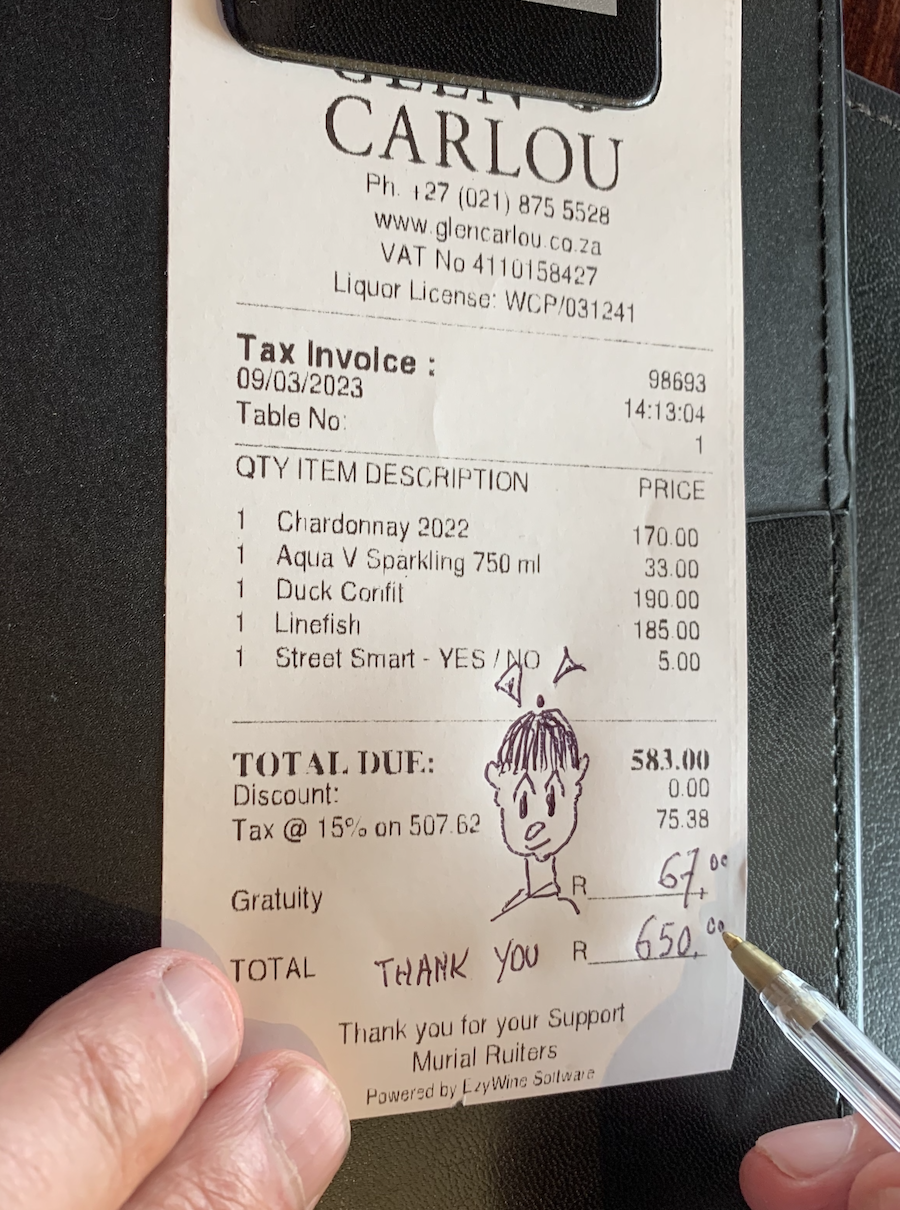 CARLOU
Ph. +27 (021) 875 5528
www.glencarlou.co.za
VAT No 4110158427
Liquor License: WCP/031241
Tax Invoice : 98693
09/03/2023 14:13:04
Table No: 1
QTY ITEM DESCRIPTION PRICE
1 Chardonnay 2022 170.00
1 Aqua V Sparkling 750 ml 33.00
1 Duck Confit 190.00
1 Linefish 185.00
1 Street Smart - YES / NO 5.00
TOTAL DUE: 583.00
Discount: 0.00
Tax @ 15% on 507.62 75.38
Gratuity R 67.00
TOTAL THANK YOU R 650.00
Thank you for your Support
Murial Ruiters
Powered by EzyWine Software